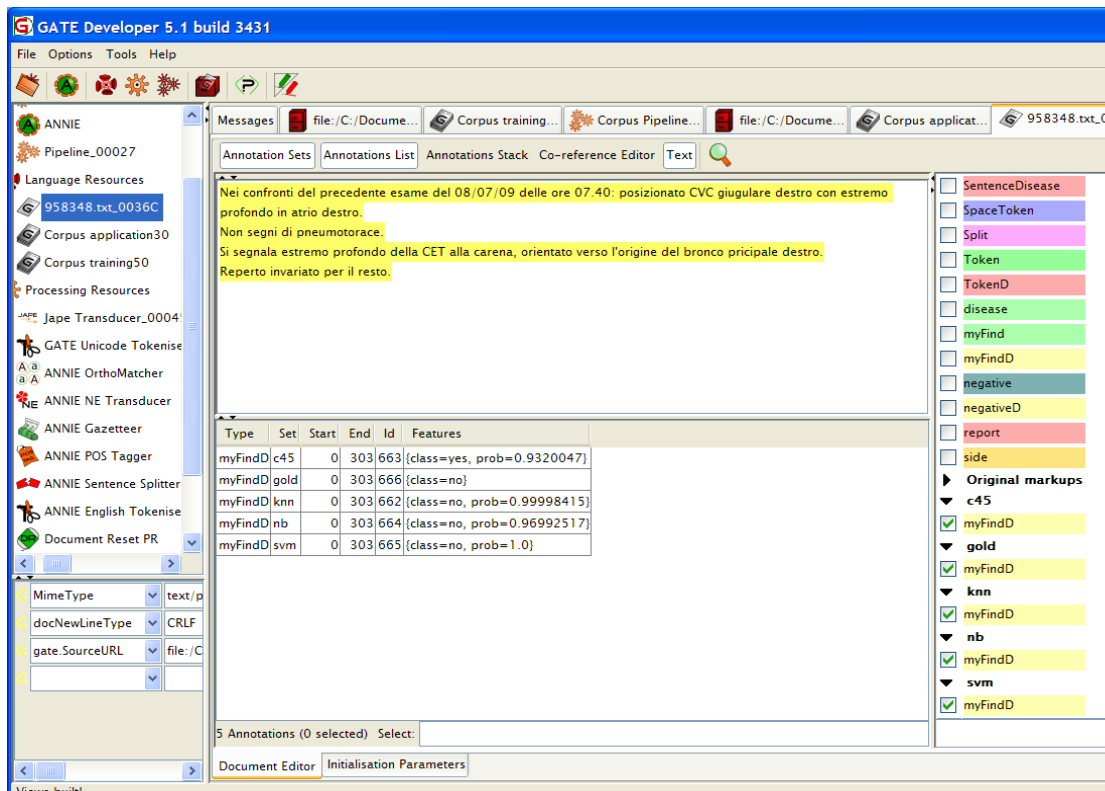 GATE Developer 5.1 build 3431
File Options Tools Help
ANNIE
Pipeline_00027
Language Resources
958348.txt_0036C
Corpus application30
Corpus training50
Processing Resources
Jape Transducer_0004
GATE Unicode Tokenise
ANNIE OrthoMatcher
ANNIE NE Transducer
ANNIE Gazetteer
ANNIE POS Tagger
ANNIE Sentence Splitter
ANNIE English Tokenise
Document Reset PR
C MimeType text/p
C docNewLineType CRLF
C gate.SourceURL file:/C
C
Messages file:/C:/Docume... Corpus training... Corpus Pipeline... file:/C:/Docume... Corpus applicat... 958348.txt_0
Annotation Sets Annotations List Annotations Stack Co-reference Editor Text
Nei confronti del precedente esame del 08/07/09 delle ore 07.40: posizionato CVC giugulare destro con estremo
profondo in atrio destro.
Non segni di pneumotorace.
Si segnala estremo profondo della CET alla carena, orientato verso l'origine del bronco pricipale destro.
Reperto invariato per il resto.
Type Set Start End Id Features
myFindD c45 0 303 663 {class=yes, prob=0.9320047}
myFindD gold 0 303 666 {class=no}
myFindD knn 0 303 662 {class=no, prob=0.99998415}
myFindD nb 0 303 664 {class=no, prob=0.96992517}
myFindD svm 0 303 665 {class=no, prob=1.0}
5 Annotations (0 selected) Select:
Document Editor Initialisation Parameters
SentenceDisease
SpaceToken
Split
Token
TokenD
disease
myFind
myFindD
negative
negativeD
report
side
Original markups
c45
myFindD
gold
myFindD
knn
myFindD
nb
myFindD
svm
myFindD
Views built!